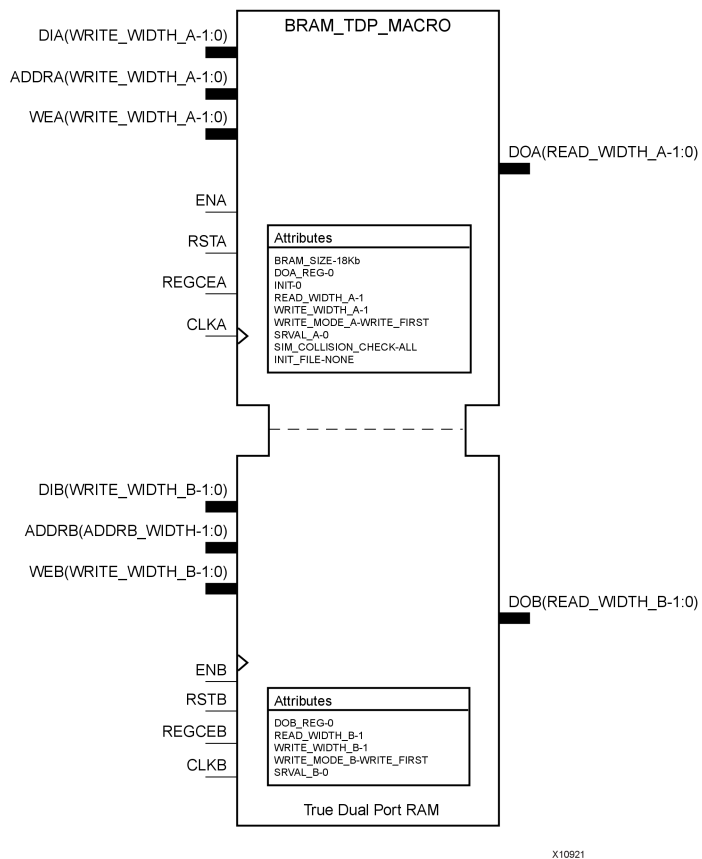 BRAM_TDP_MACRO
DIA(WRITE_WIDTH_A-1:0)
ADDRA(WRITE_WIDTH_A-1:0)
WEA(WRITE_WIDTH_A-1:0)
DOA(READ_WIDTH_A-1:0)
ENA
RSTA
REGCEA
CLKA
Attributes
BRAM_SIZE-18Kb
DOA_REG-0
INIT-0
READ_WIDTH_A-1
WRITE_WIDTH_A-1
WRITE_MODE_A-WRITE_FIRST
SRVAL_A-0
SIM_COLLISION_CHECK-ALL
INIT_FILE-NONE
DIB(WRITE_WIDTH_B-1:0)
ADDRB(ADDRB_WIDTH-1:0)
WEB(WRITE_WIDTH_B-1:0)
DOB(READ_WIDTH_B-1:0)
ENB
RSTB
REGCEB
CLKB
Attributes
DOB_REG-0
READ_WIDTH_B-1
WRITE_WIDTH_B-1
WRITE_MODE_B-WRITE_FIRST
SRVAL_B-0
True Dual Port RAM
X10921